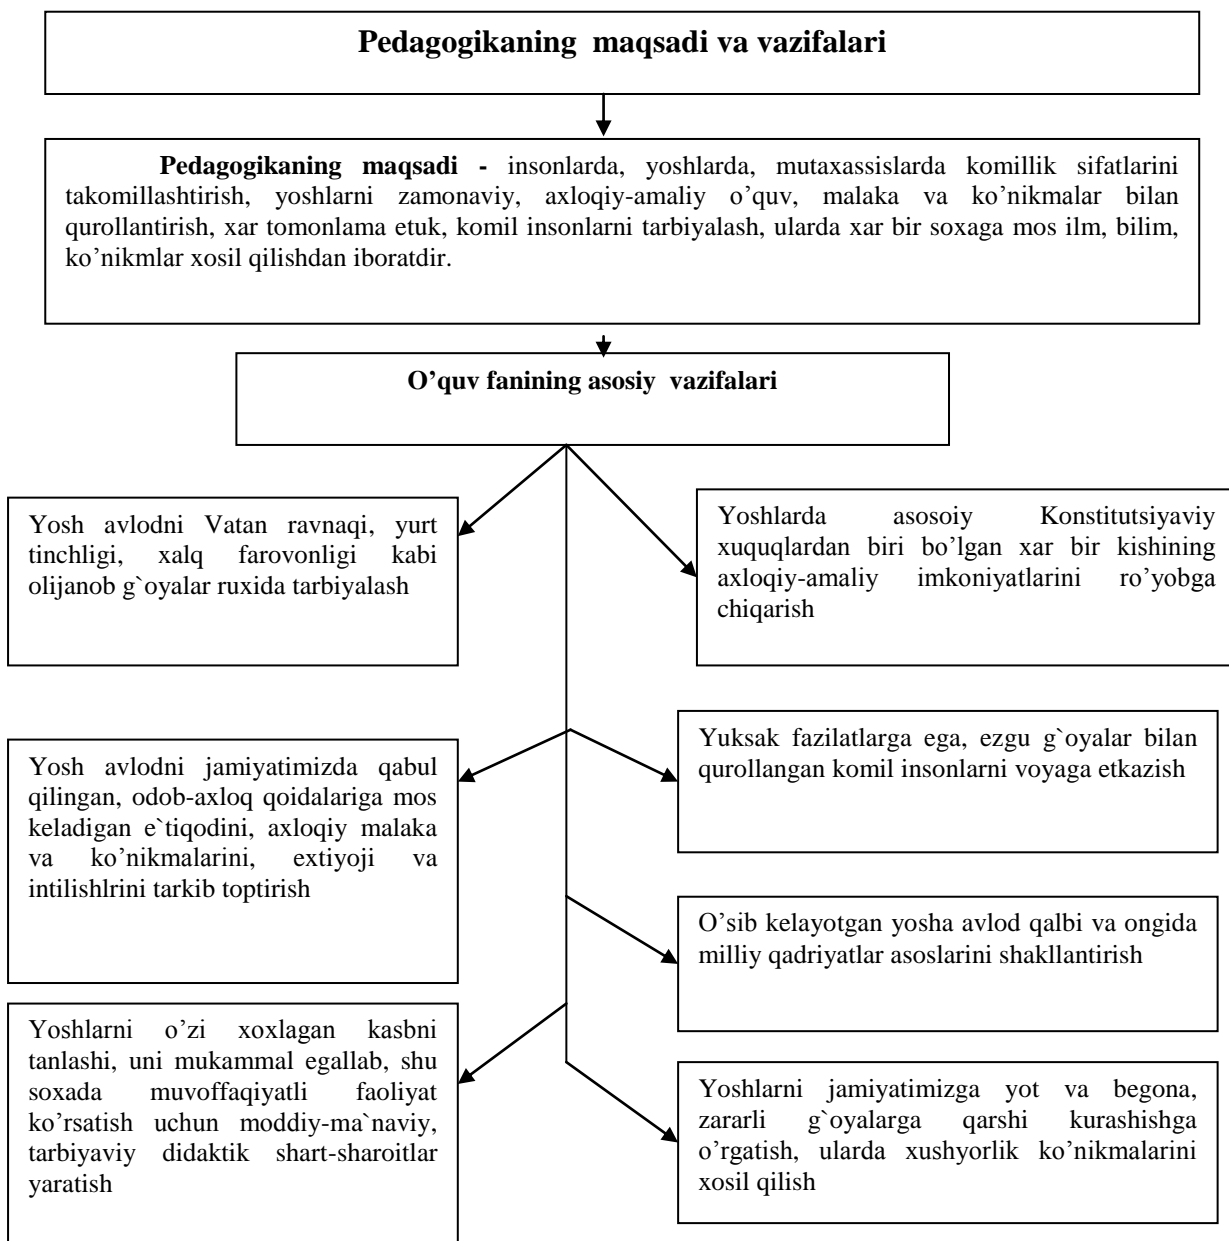 Pedagogikaning maqsadi va vazifalari
Pedagogikaning maqsadi - insonlarda, yoshlarda, mutaxassislarda komillik sifatlarini
takomillashtirish, yoshlarni zamonaviy, axloqiy-amaliy o’quv, malaka va ko’nikmalar bilan
qurollantirish, xar tomonlama etuk, komil insonlarni tarbiyalash, ularda xar bir soxaga mos ilm, bilim,
ko’nikmlar xosil qilishdan iboratdir.
O’quv fanining asosiy vazifalari
Yosh avlodni Vatan ravnaqi, yurt
tinchligi, xalq farovonligi kabi
olijanob g`oyalar ruxida tarbiyalash
Yoshlarda asosoiy Konstitutsiyaviy
xuquqlardan biri bo’lgan xar bir kishining
axloqiy-amaliy imkoniyatlarini ro’yobga
chiqarish
Yosh avlodni jamiyatimizda qabul
qilingan, odob-axloq qoidalariga mos
keladigan e`tiqodini, axloqiy malaka
va ko’nikmalarini, extiyoji va
intilishlrini tarkib toptirish
Yuksak fazilatlarga ega, ezgu g`oyalar bilan
qurollangan komil insonlarni voyaga etkazish
O’sib kelayotgan yosha avlod qalbi va ongida
milliy qadriyatlar asoslarini shakllantirish
Yoshlarni o’zi xoxlagan kasbni
tanlashi, uni mukammal egallab, shu
soxada muvoffaqiyatli faoliyat
ko’rsatish uchun moddiy-ma`naviy,
tarbiyaviy didaktik shart-sharoitlar
yaratish
Yoshlarni jamiyatimizga yot va begona,
zararli g`oyalarga qarshi kurashishga
o’rgatish, ularda xushyorlik ko’nikmalarini
xosil qilish